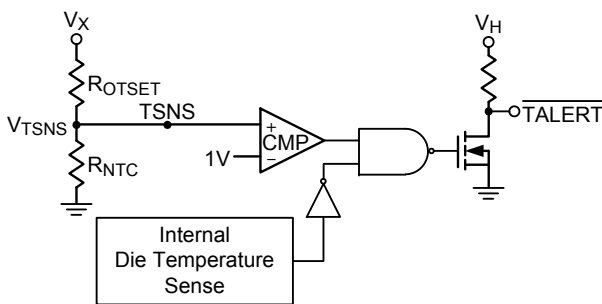 VX
VH
ROTSET
TSNS
TALERT
VTSNS
+
CMP
1V
−
RNTC
Internal
Die Temperature
Sense